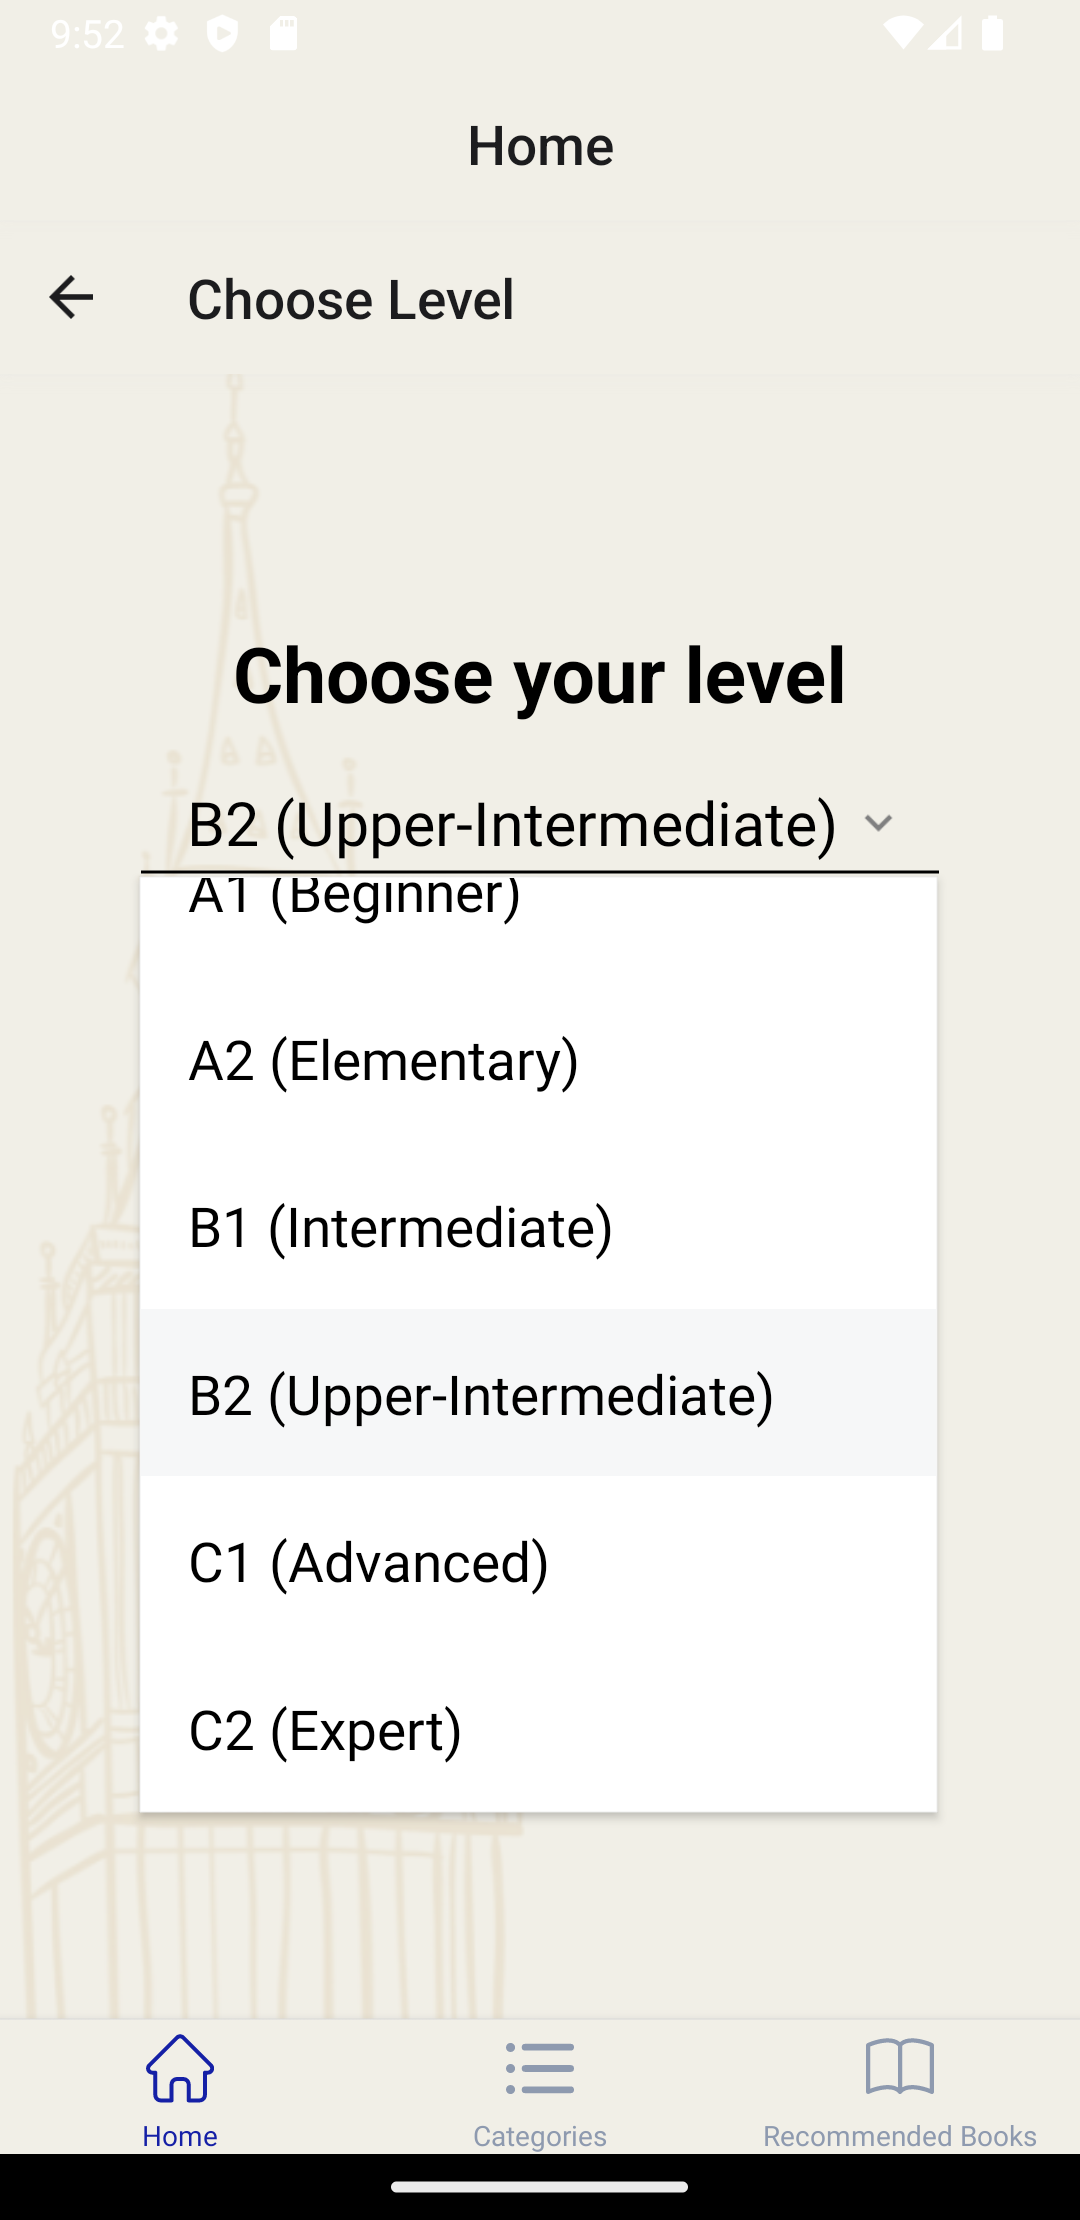 9:52
Home
Choose Level
Choose your level
B2 (Upper-Intermediate)
A1 (Beginner)
A2 (Elementary)
B1 (Intermediate)
B2 (Upper-Intermediate)
C1 (Advanced)
C2 (Expert)
Home
Categories
Recommended Books